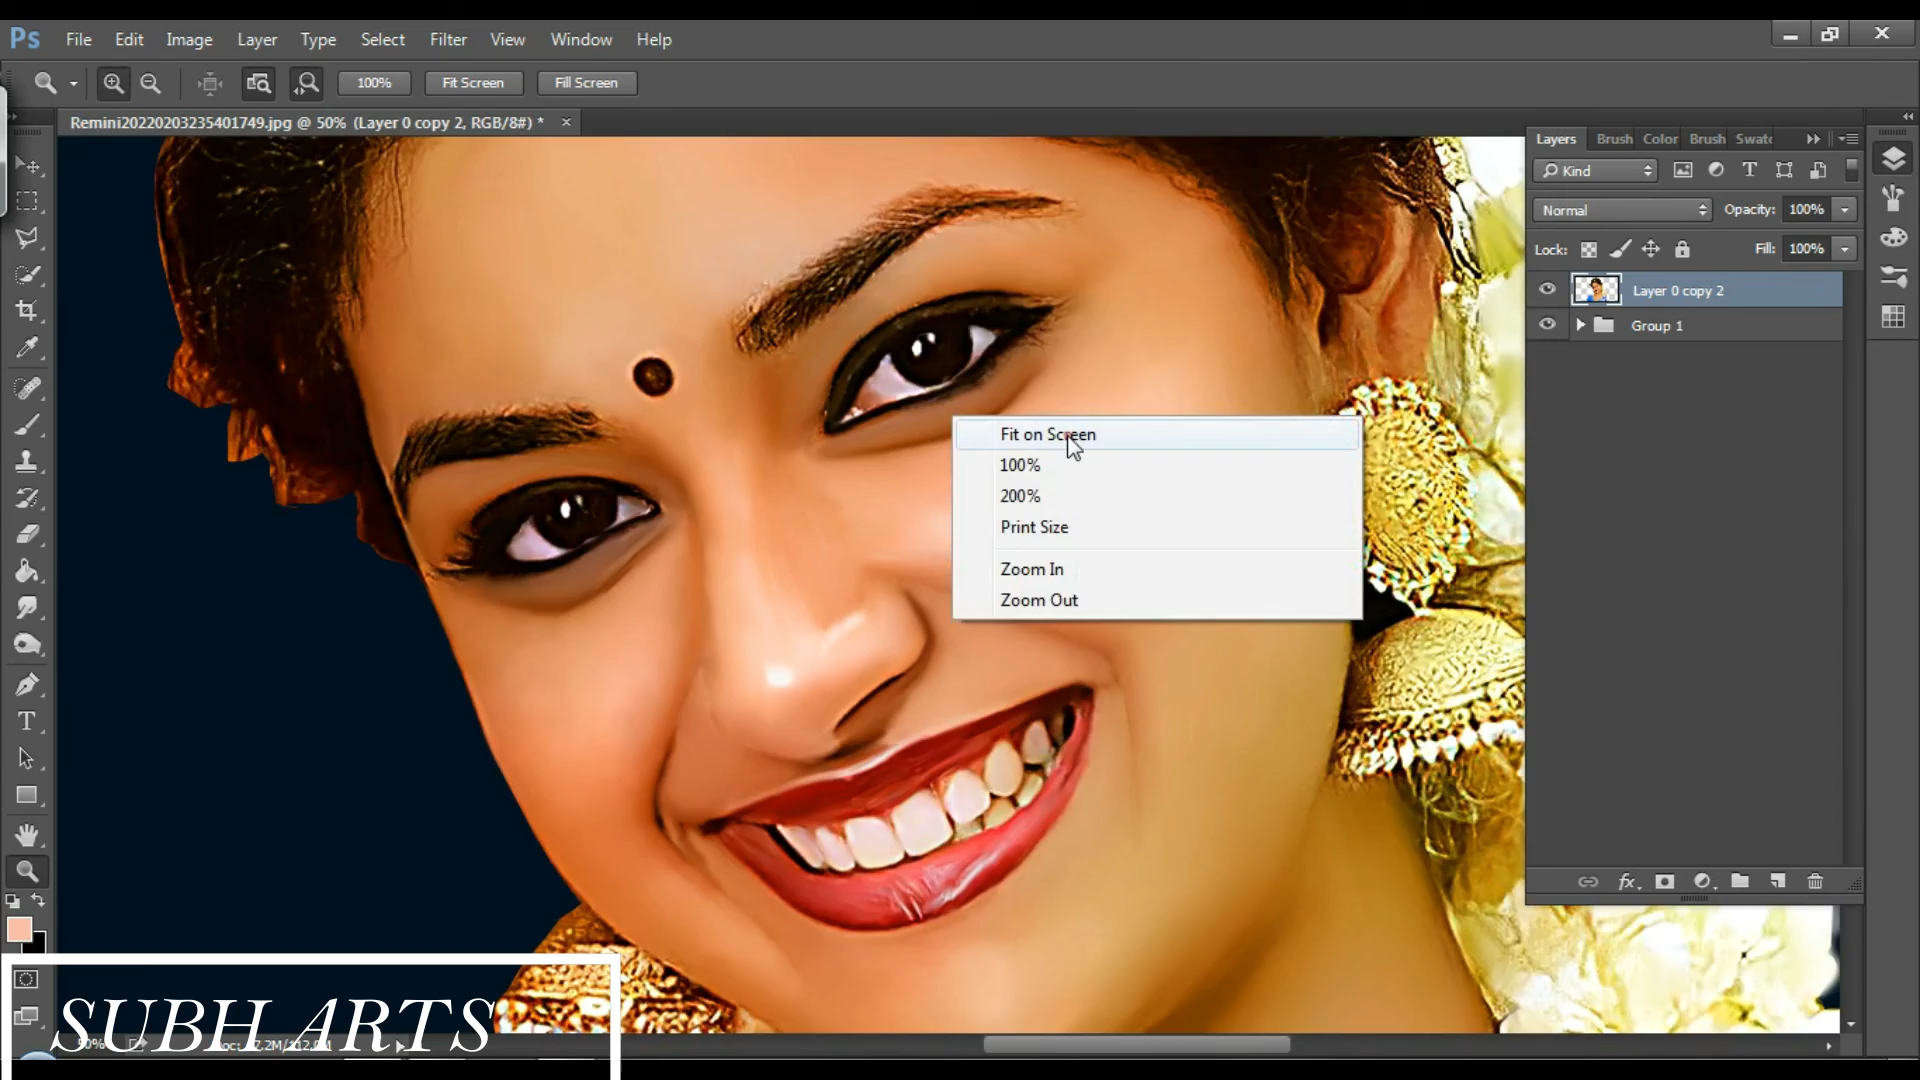 Ps File Edit Image Layer Type Select Filter View Window Help
100% Fit Screen Fill Screen
Remini20220203235401749.jpg @ 50% (Layer 0 copy 2, RGB/8#) *
Layers Brush Color Brush Swatc
Kind
Normal Opacity: 100%
Lock: Fill: 100%
Layer 0 copy 2
Group 1
Fit on Screen
100%
200%
Print Size
Zoom In
Zoom Out
SUBH ARTS